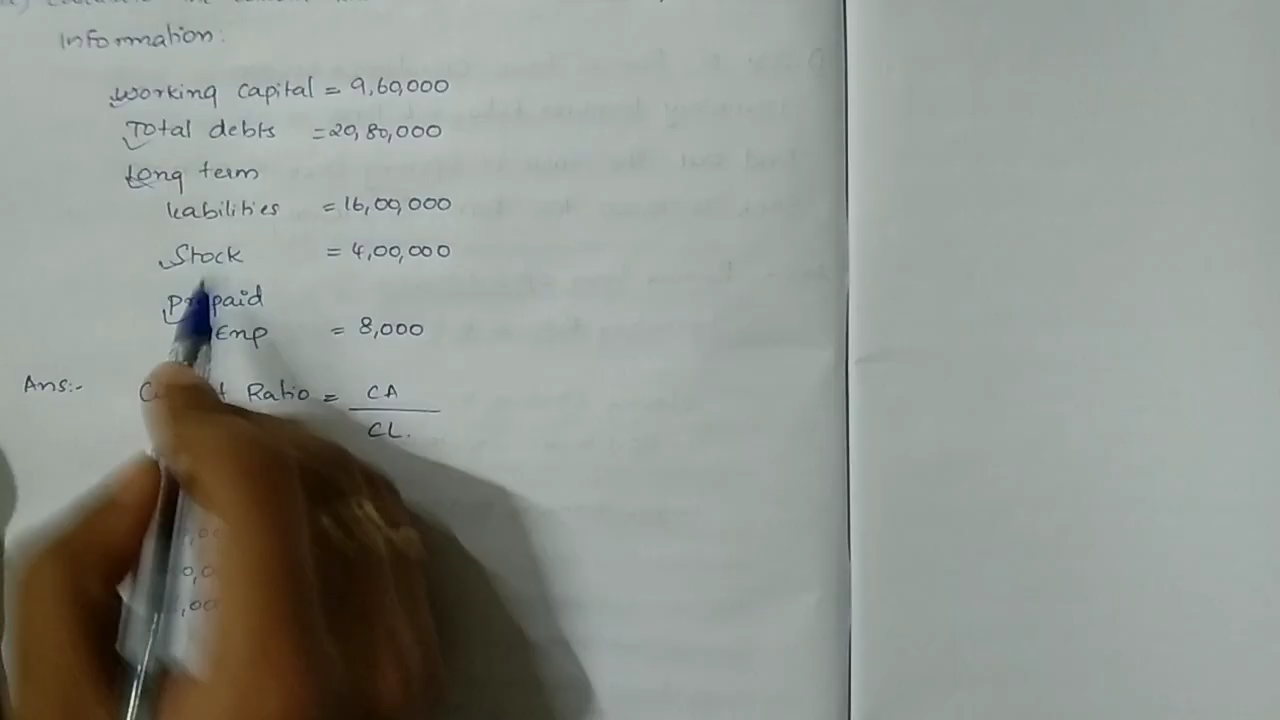 Information:
working capital = 9,60,000
Total debts = 20,80,000
Long term
liabilities = 16,00,000
Stock = 4,00,000
Prepaid
Exp = 8,000
Ans:- Ratio = CA
CL.